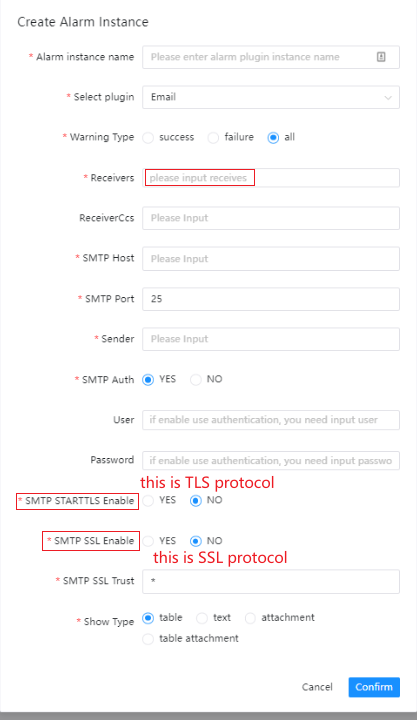 Create Alarm Instance
* Alarm instance name Please enter alarm plugin instance name
* Select plugin Email
* Warning Type success failure all
* Receivers please input receives
ReceiverCcs Please Input
* SMTP Host Please Input
* SMTP Port 25
* Sender Please Input
* SMTP Auth YES NO
User if enable use authentication, you need input user
Password if enable use authentication, you need input passwo
this is TLS protocol
* SMTP STARTTLS Enable YES NO
* SMTP SSL Enable YES NO
this is SSL protocol
* SMTP SSL Trust *
* Show Type table text attachment
table attachment
Cancel Confirm